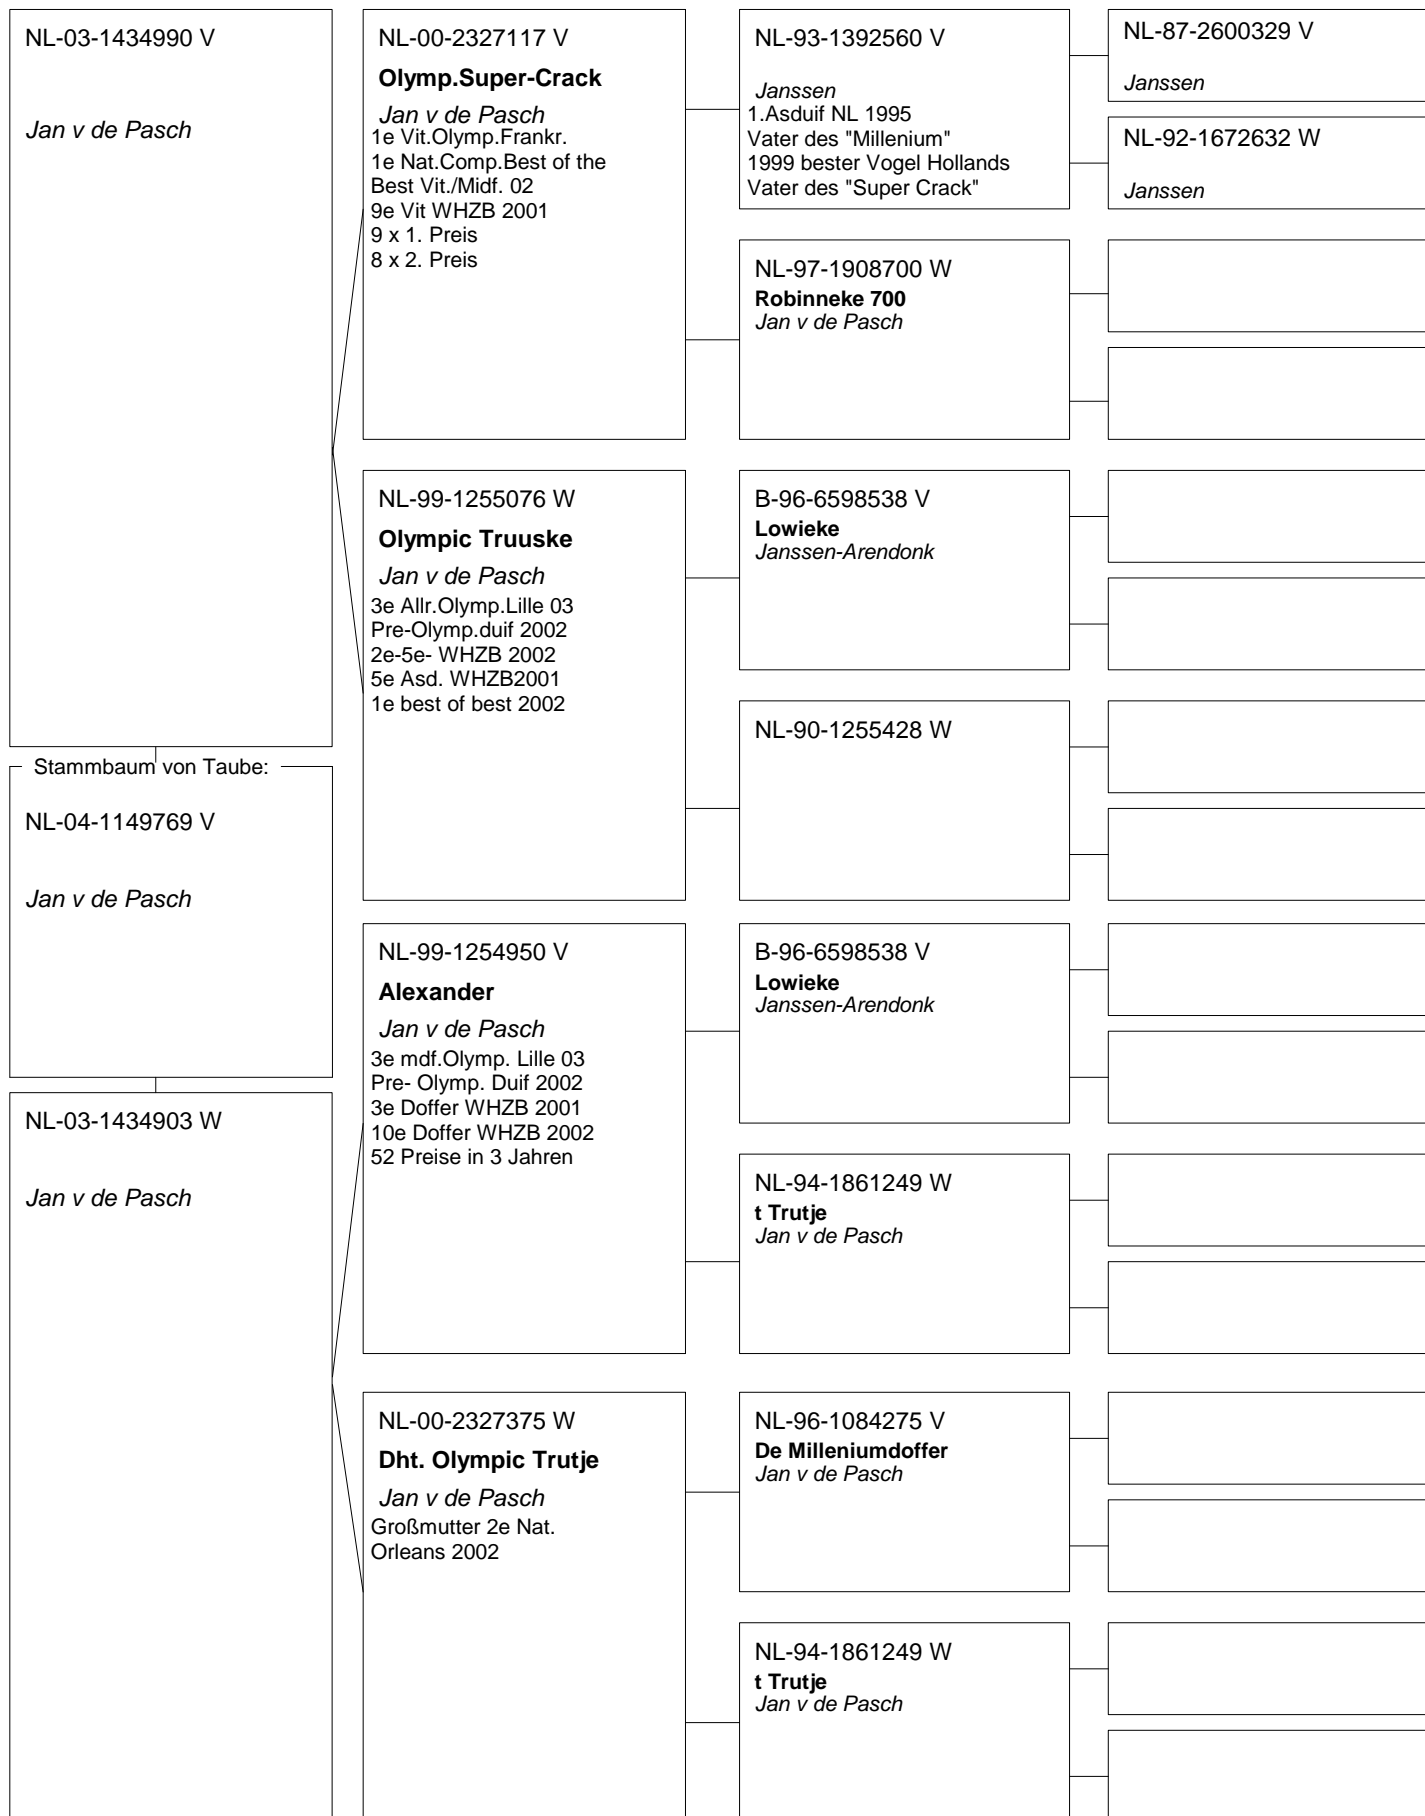 NL-03-1434990 V
Jan v de Pasch
Stammbaum von Taube:
NL-04-1149769 V
Jan v de Pasch
NL-03-1434903 W
Jan v de Pasch
NL-00-2327117 V
Olymp.Super-Crack
Jan v de Pasch
1e Vit.Olymp.Frankr.
1e Nat.Comp.Best of the
Best Vit./Midf. 02
9e Vit WHZB 2001
9 x 1. Preis
8 x 2. Preis
NL-99-1255076 W
Olympic Truuske
Jan v de Pasch
3e Allr.Olymp.Lille 03
Pre-Olymp.duif 2002
2e-5e- WHZB 2002
5e Asd. WHZB2001
1e best of best 2002
NL-99-1254950 V
Alexander
Jan v de Pasch
3e mdf.Olymp. Lille 03
Pre- Olymp. Duif 2002
3e Doffer WHZB 2001
10e Doffer WHZB 2002
52 Preise in 3 Jahren
NL-00-2327375 W
Dht. Olympic Trutje
Jan v de Pasch
Großmutter 2e Nat.
Orleans 2002
NL-93-1392560 V
Janssen
1.Asduif NL 1995
Vater des "Millenium"
1999 bester Vogel Hollands
Vater des "Super Crack"
NL-97-1908700 W
Robinneke 700
Jan v de Pasch
B-96-6598538 V
Lowieke
Janssen-Arendonk
NL-90-1255428 W
B-96-6598538 V
Lowieke
Janssen-Arendonk
NL-94-1861249 W
t Trutje
Jan v de Pasch
NL-96-1084275 V
De Milleniumdoffer
Jan v de Pasch
NL-94-1861249 W
t Trutje
Jan v de Pasch
NL-87-2600329 V
Janssen
NL-92-1672632 W
Janssen